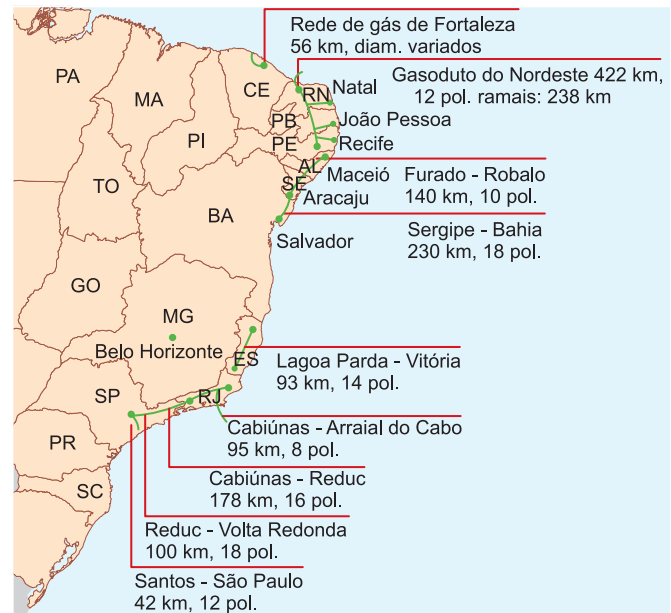 Rede de gás de Fortaleza
56 km, diam. variados
PA
MA
CE
RN
Natal
Gasoduto do Nordeste 422 km,
12 pol. ramais: 238 km
PB
João Pessoa
PI
PE
Recife
AL
Maceió
Furado - Robalo
140 km, 10 pol.
TO
SE
Aracaju
BA
Sergipe - Bahia
230 km, 18 pol.
Salvador
GO
MG
Belo Horizonte
ES
Lagoa Parda - Vitória
93 km, 14 pol.
SP
RJ
Cabiúnas - Arraial do Cabo
95 km, 8 pol.
PR
Cabiúnas - Reduc
178 km, 16 pol.
SC
Reduc - Volta Redonda
100 km, 18 pol.
Santos - São Paulo
42 km, 12 pol.